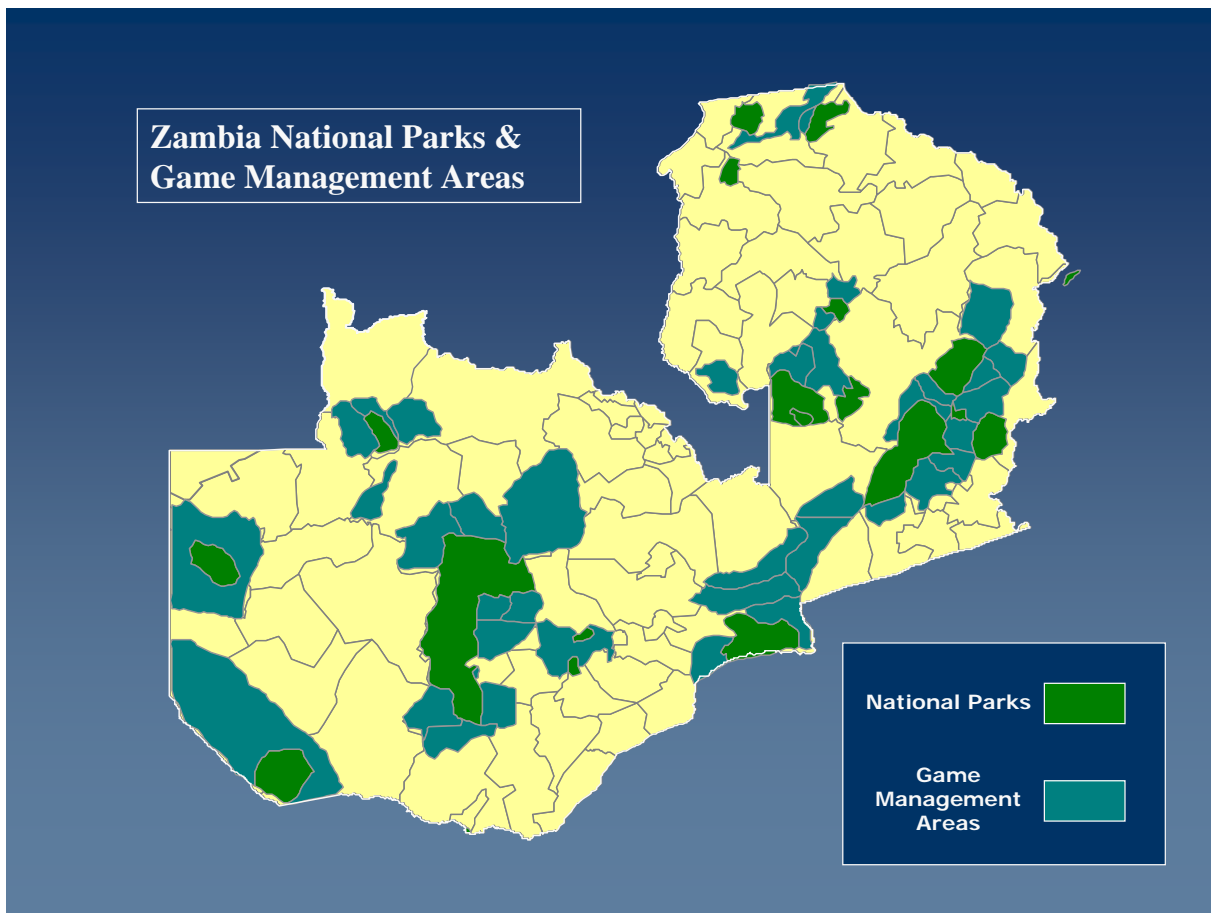 Zambia National Parks &
Game Management Areas
National Parks
Game
Management
Areas